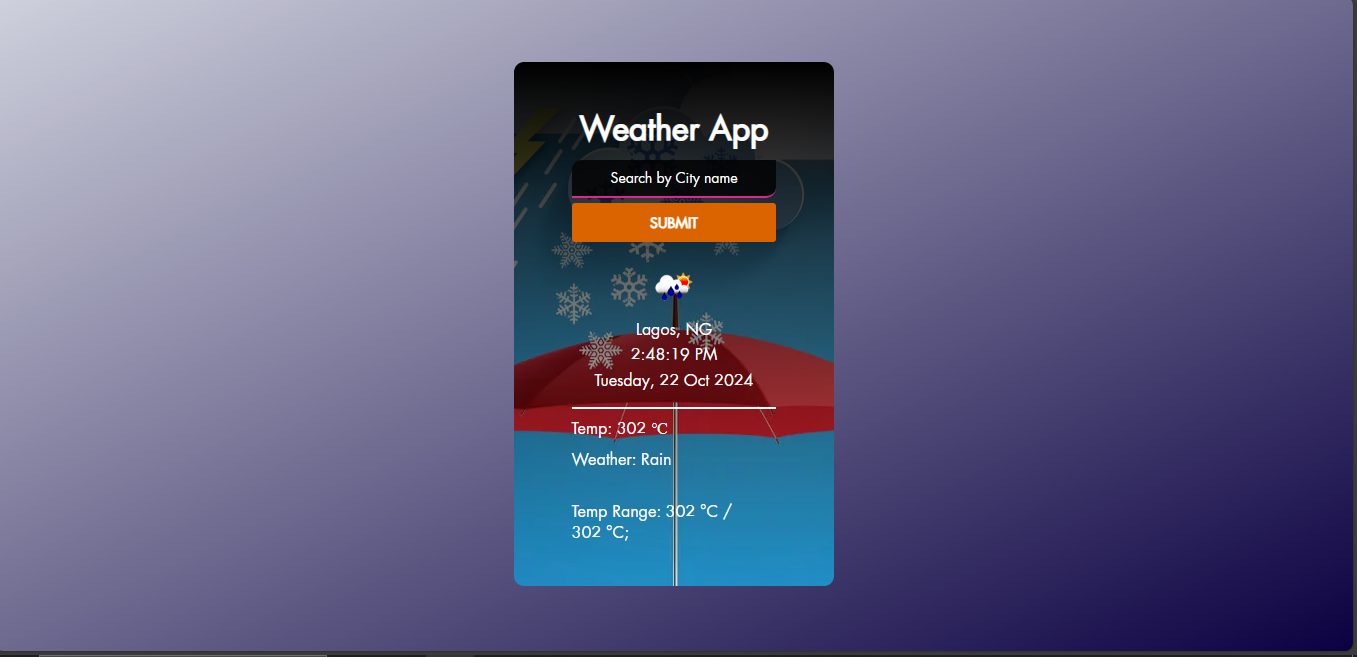 Weather App
Search by City name
SUBMIT
Lagos, NG
2:48:19 PM
Tuesday, 22 Oct 2024
Temp: 302 °C
Weather: Rain
Temp Range: 302 °C /
302 °C;